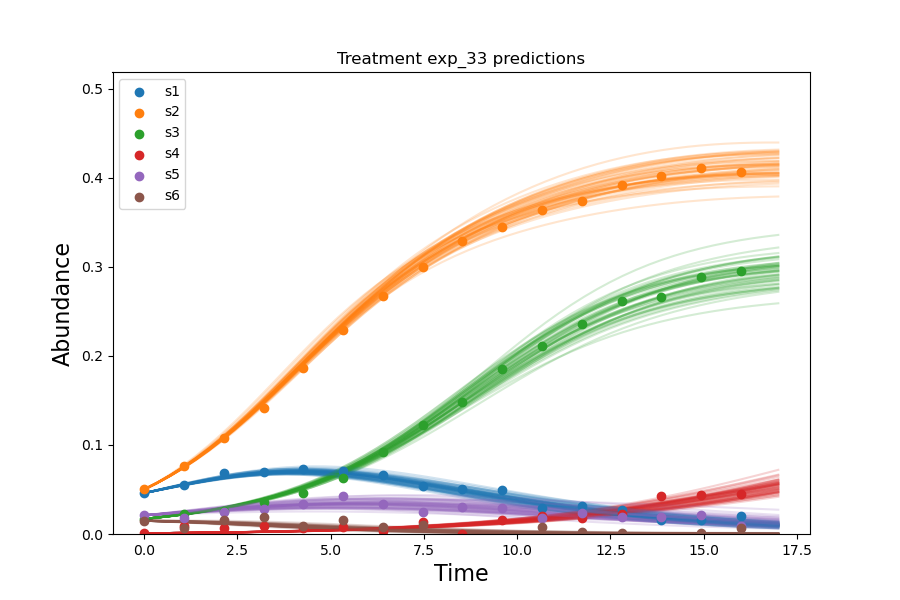 Treatment exp_33 predictions
s1
s2
s3
s4
s5
s6
Abundance
0.5
0.4
0.3
0.2
0.1
0.0
0.0 2.5 5.0 7.5 10.0 12.5 15.0 17.5
Time